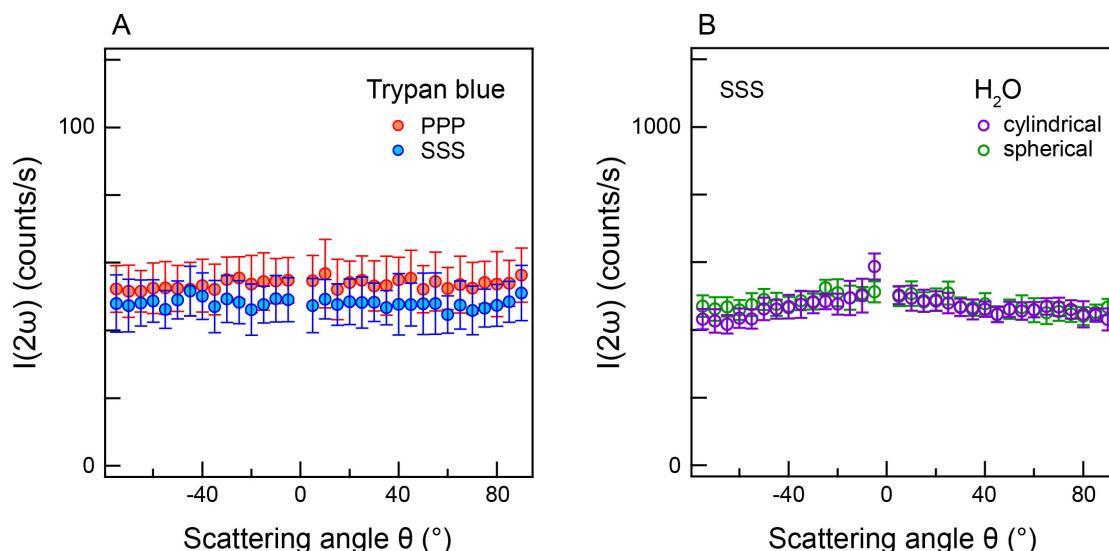 A
Trypan blue
PPP
SSS
100
0
I(2ω) (counts/s)
-40
0
40
80
Scattering angle θ (°)
B
SSS
H₂O
cylindrical
spherical
1000
0
I(2ω) (counts/s)
-40
0
40
80
Scattering angle θ (°)